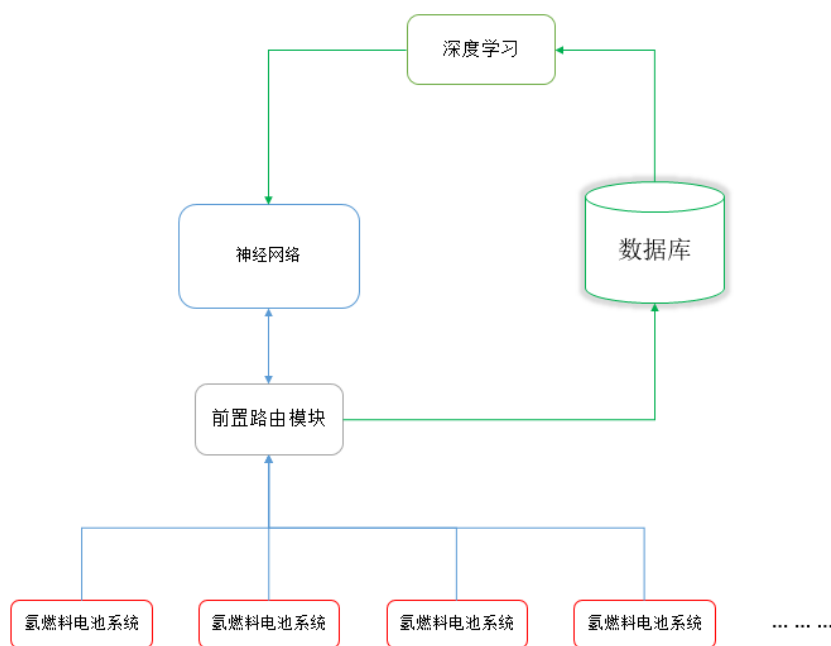 深度学习
神经网络
数据库
前置路由模块
氢燃料电池系统
氢燃料电池系统
氢燃料电池系统
氢燃料电池系统
... ... ...